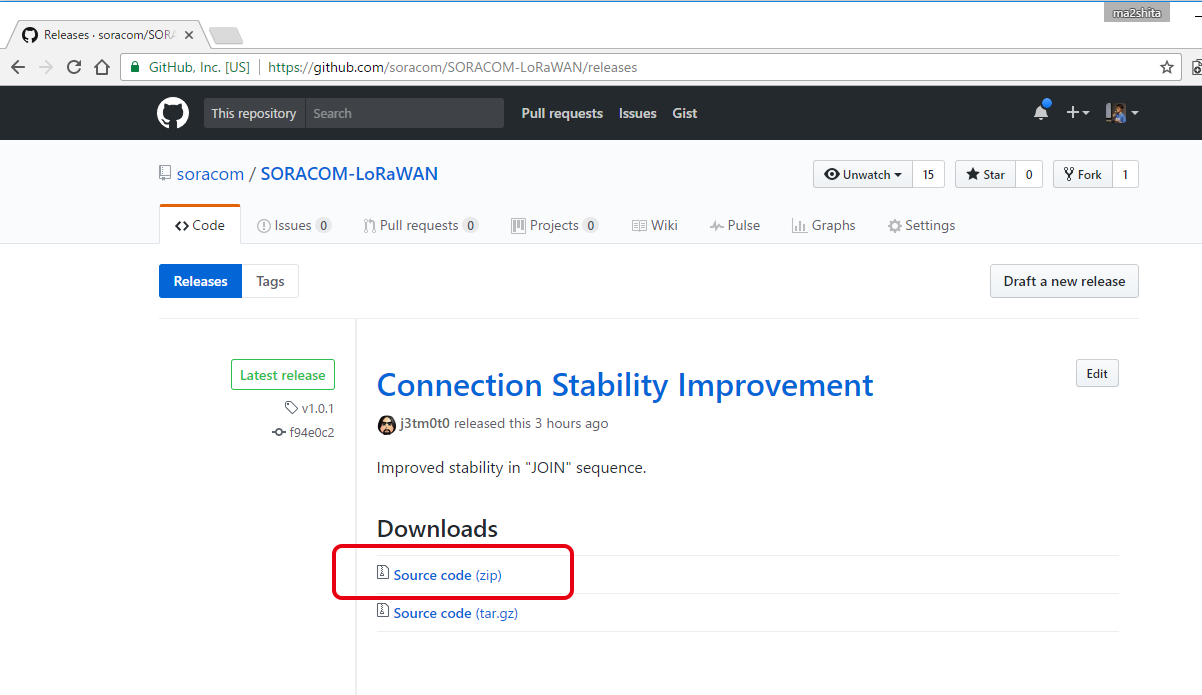 ma2shita
Releases · soracom/SORA
GitHub, Inc. [US] https://github.com/soracom/SORACOM-LoRaWAN/releases
This repository Search Pull requests Issues Gist
soracom / SORACOM-LoRaWAN Unwatch 15 Star 0 Fork 1
Code Issues 0 Pull requests 0 Projects 0 Wiki Pulse Graphs Settings
Releases Tags Draft a new release
Latest release
v1.0.1
f94e0c2
Connection Stability Improvement Edit
j3tm0t0 released this 3 hours ago
Improved stability in "JOIN" sequence.
Downloads
Source code (zip)
Source code (tar.gz)